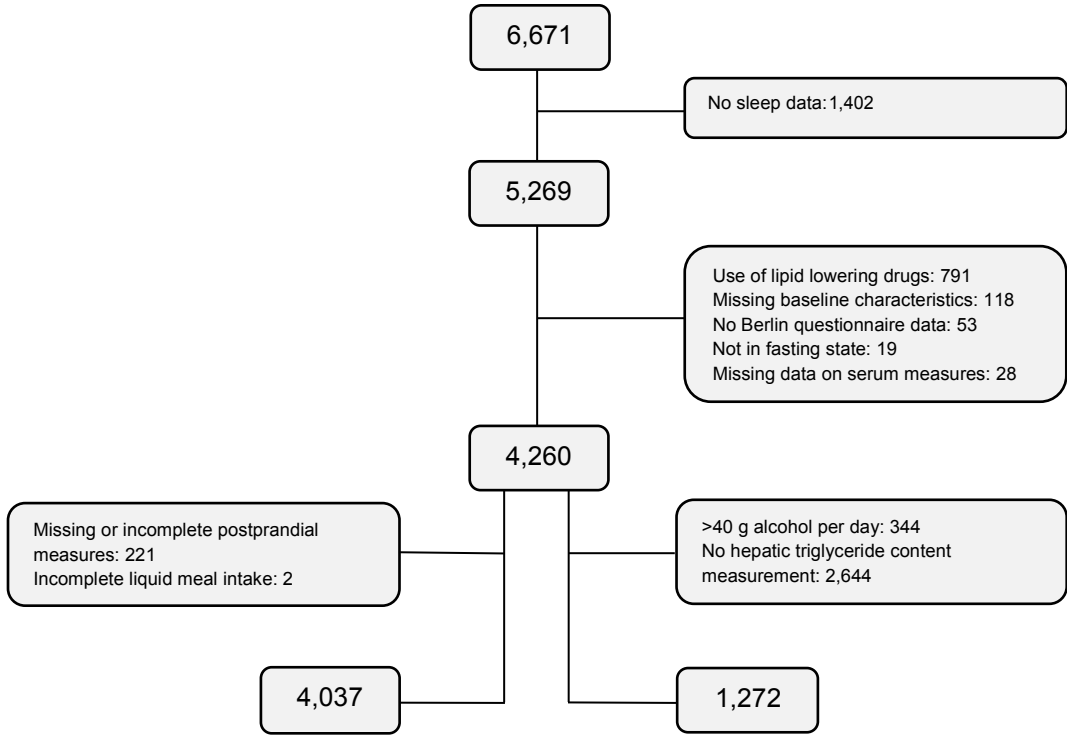 6,671
No sleep data:1,402
5,269
Use of lipid lowering drugs: 791
Missing baseline characteristics: 118
No Berlin questionnaire data: 53
Not in fasting state: 19
Missing data on serum measures: 28
4,260
Missing or incomplete postprandial
measures: 221
Incomplete liquid meal intake: 2
>40 g alcohol per day: 344
No hepatic triglyceride content
measurement: 2,644
4,037
1,272